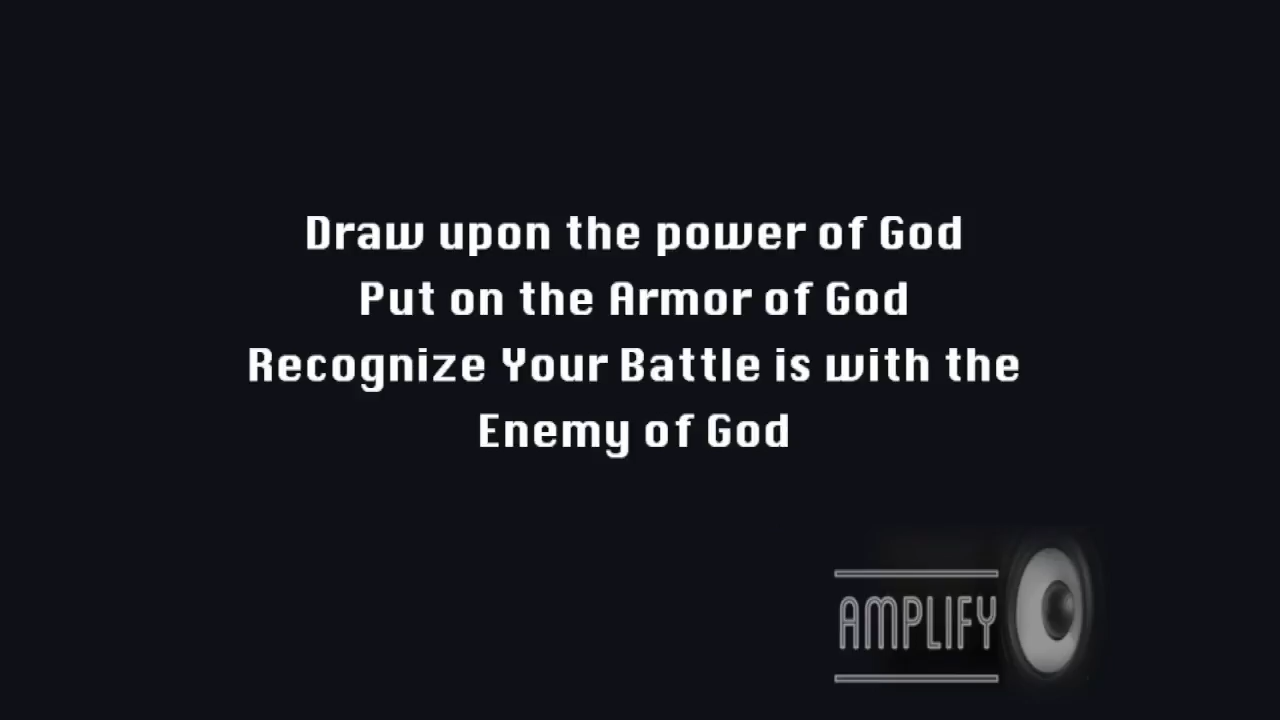 Draw upon the power of God
Put on the Armor of God
Recognize Your Battle is with the
Enemy of God
AMPLIFY